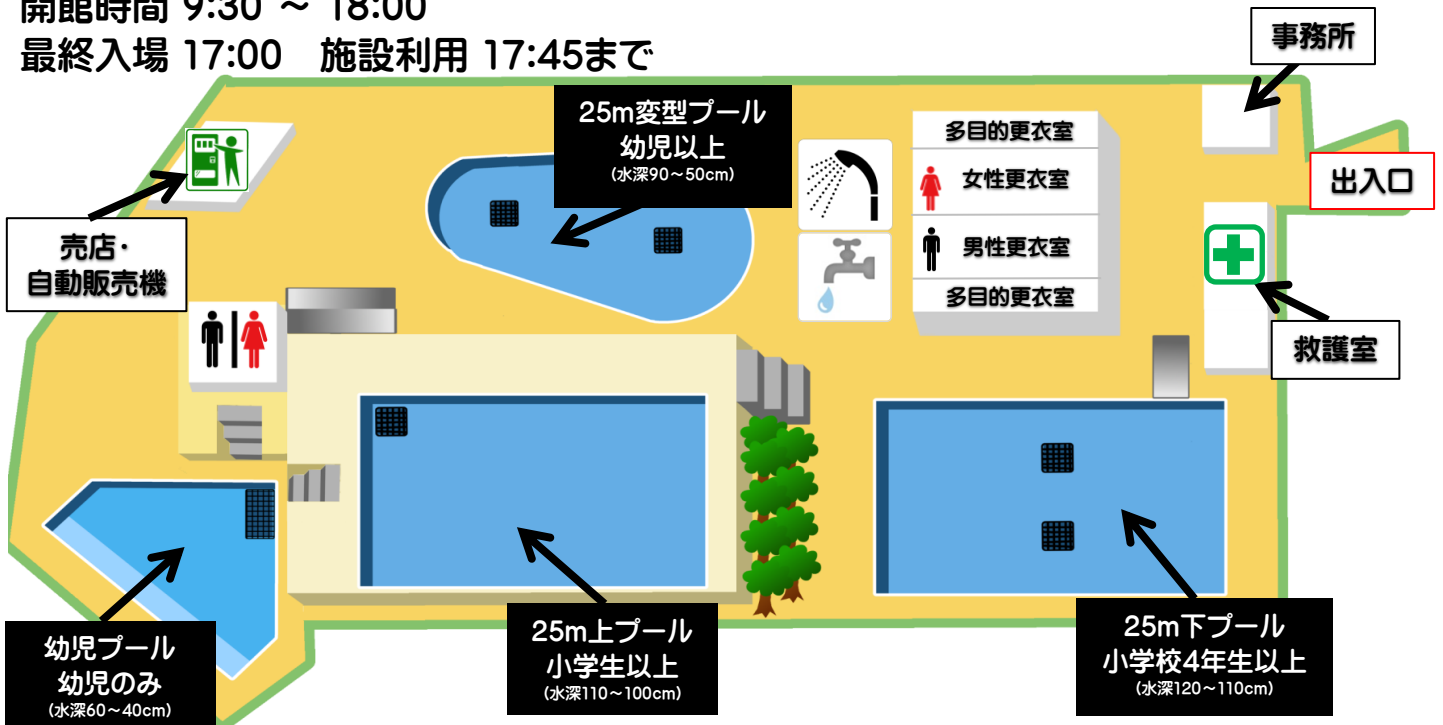 開館時間 9:30 ～ 18:00
最終入場 17:00　施設利用 17:45まで
事務所
25m変型プール
幼児以上
(水深90～50cm)
多目的更衣室
女性更衣室
男性更衣室
多目的更衣室
出入口
売店・
自動販売機
救護室
幼児プール
幼児のみ
(水深60～40cm)
25m上プール
小学生以上
(水深110～100cm)
25m下プール
小学校4年生以上
(水深120～110cm)